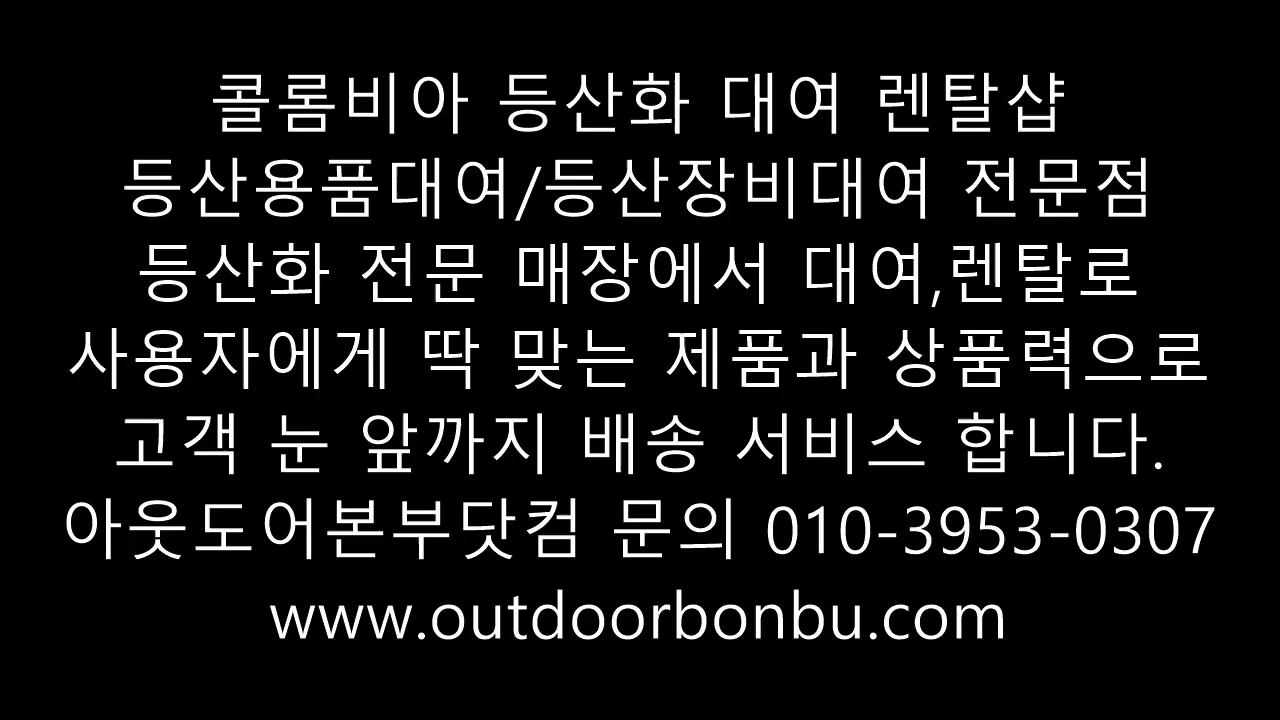 콜롬비아 등산화 대여 렌탈샵
등산용품대여/등산장비대여 전문점
등산화 전문 매장에서 대여,렌탈로
사용자에게 딱 맞는 제품과 상품력으로
고객 눈 앞까지 배송 서비스 합니다.
아웃도어본부닷컴 문의 010-3953-0307
www.outdoorbonbu.com